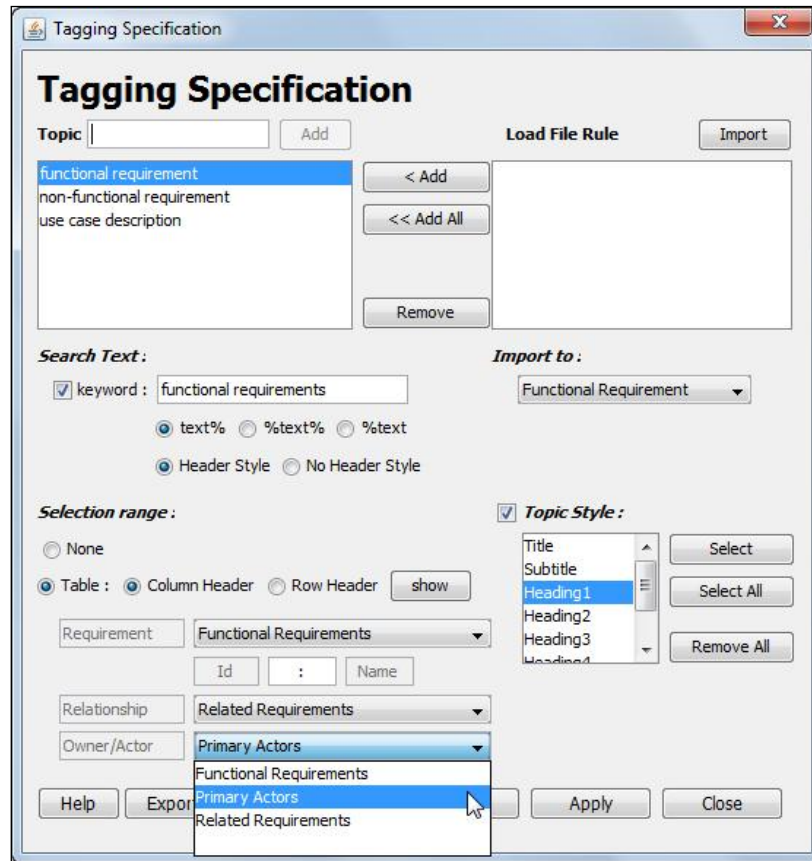 Tagging Specification
Tagging Specification
Topic Add Load File Rule Import
functional requirement
non-functional requirement
use case description
< Add
<< Add All
Remove
Search Text : Import to :
keyword : functional requirements Functional Requirement
text% %text% %text
Header Style No Header Style
Selection range : Topic Style :
None
Title
Subtitle
Heading1
Heading2
Heading3
Heading4
Select
Select All
Remove All
Table : Column Header Row Header show
Requirement Functional Requirements
Id : Name
Relationship Related Requirements
Owner/Actor Primary Actors
Functional Requirements
Primary Actors
Related Requirements
Help Expor Apply Close